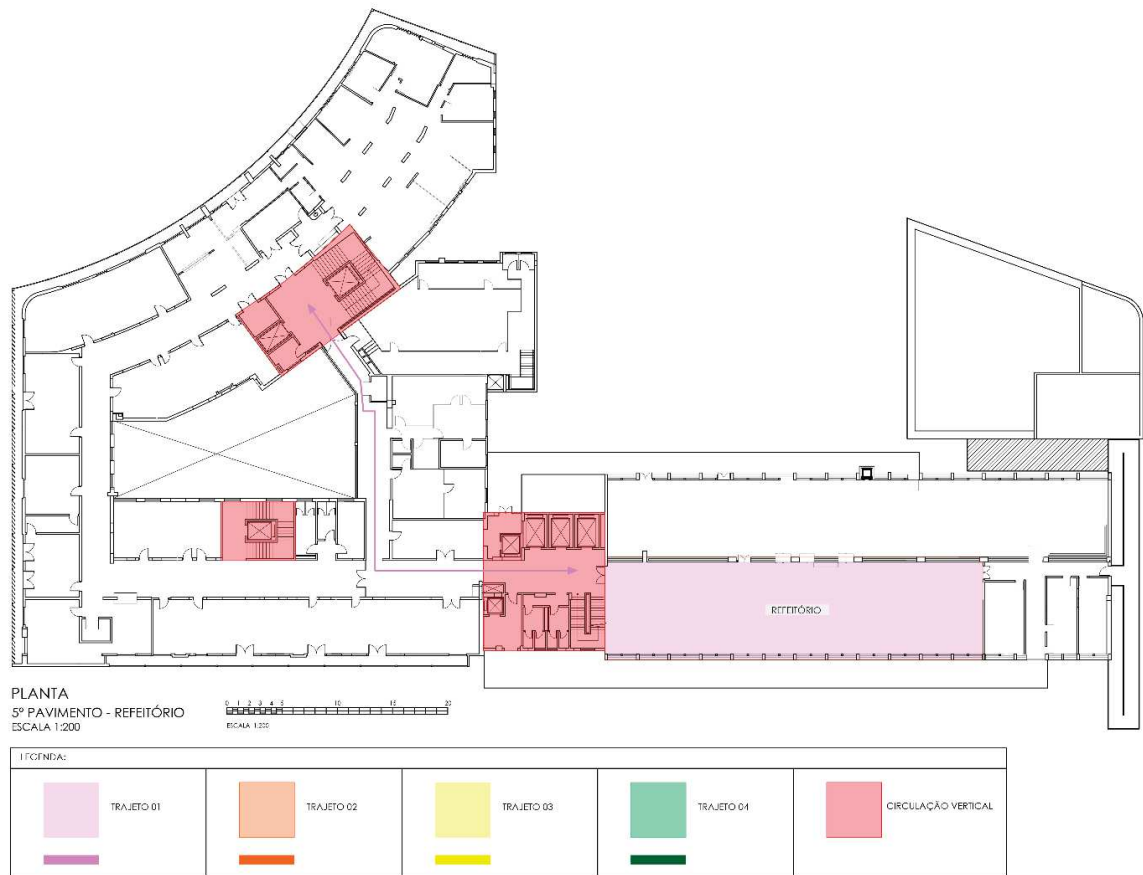 REFEITÓRIO
PLANTA
5º PAVIMENTO - REFEITÓRIO
ESCALA 1:200
0 1 2 3 4 5 10 15 20
ESCALA 1:200
LEGENDA:
TRAJETO 01
TRAJETO 02
TRAJETO 03
TRAJETO 04
CIRCULAÇÃO VERTICAL